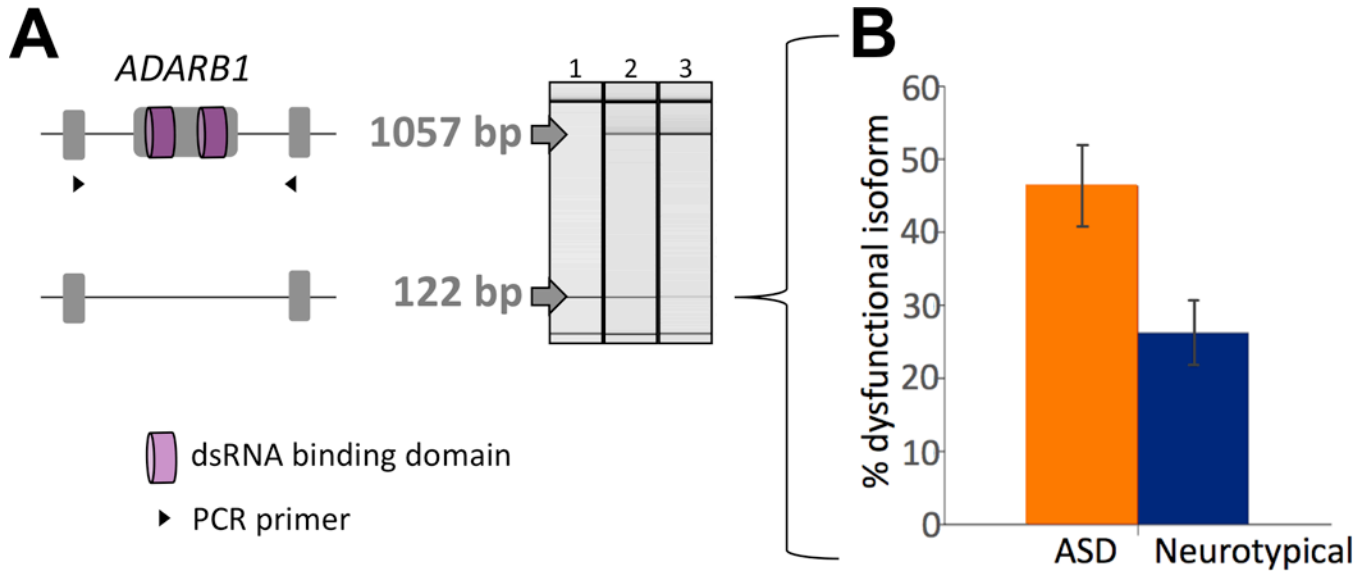 A
ADARB1
1 2 3
1057 bp
122 bp
dsRNA binding domain
PCR primer
B
% dysfunctional isoform
60
50
40
30
20
10
0
ASD Neurotypical